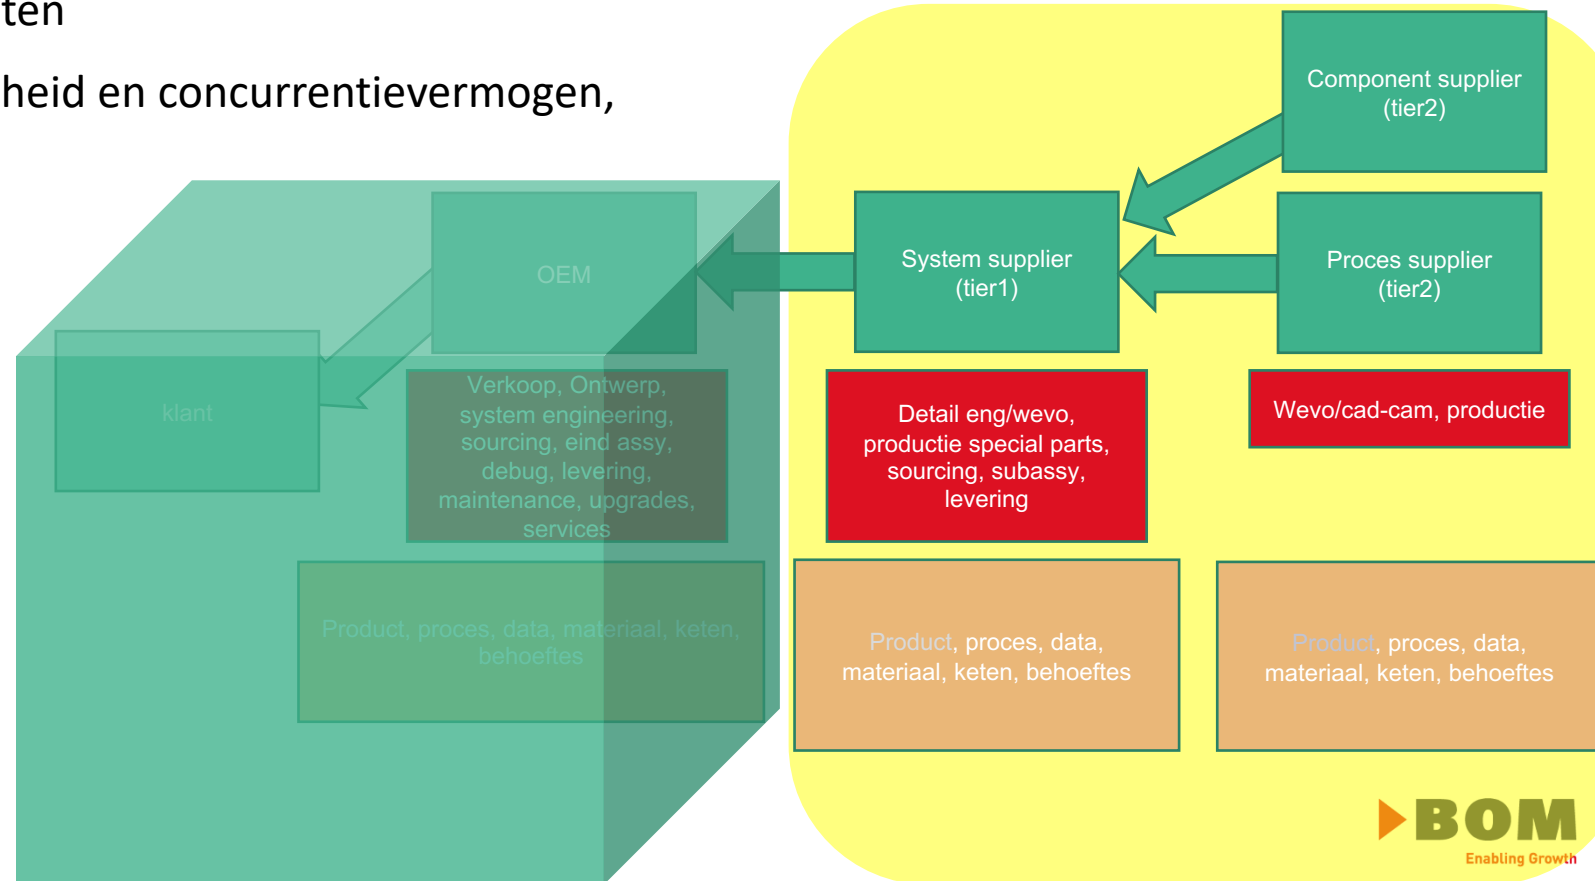 ten
heid en concurrentievermogen,
Component supplier
(tier2)
OEM
System supplier
(tier1)
Proces supplier
(tier2)
klant
Verkoop, Ontwerp,
system engineering,
sourcing, eind assy,
debug, levering,
maintenance, upgrades,
services
Detail eng/wevo,
productie special parts,
sourcing, subassy,
levering
Wevo/cad-cam, productie
Product, proces, data, materiaal, keten,
behoeftes
Product, proces, data,
materiaal, keten, behoeftes
Product, proces, data,
materiaal, keten, behoeftes
BOM
Enabling Growth